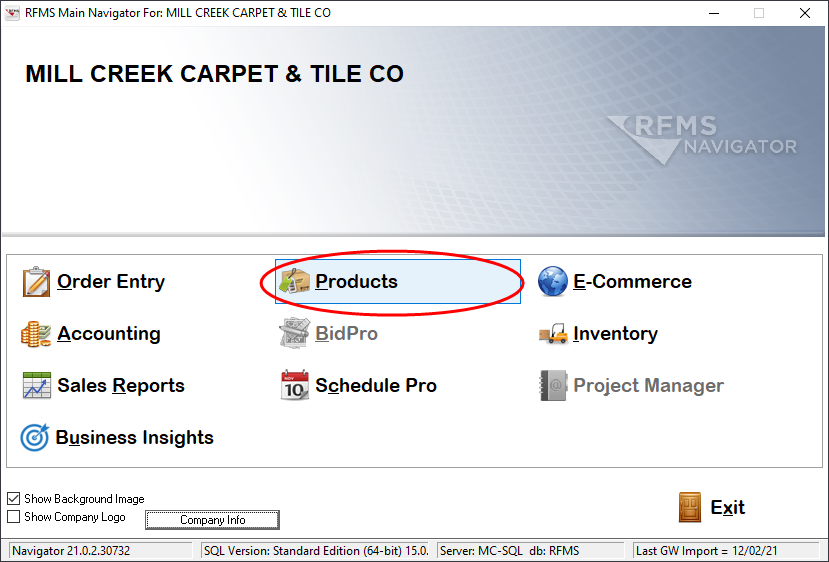 RFMS Main Navigator For: MILL CREEK CARPET & TILE CO
MILL CREEK CARPET & TILE CO
RFMS
NAVIGATOR
Order Entry
Products
E-Commerce
Accounting
BidPro
Inventory
Sales Reports
NOV
10
Schedule Pro
Project Manager
Business Insights
Show Background Image
Show Company Logo
Company Info
Exit
Navigator 21.0.2.30732
SQL Version: Standard Edition (64-bit) 15.0.
Server: MC-SQL db: RFMS
Last GW Import = 12/02/21